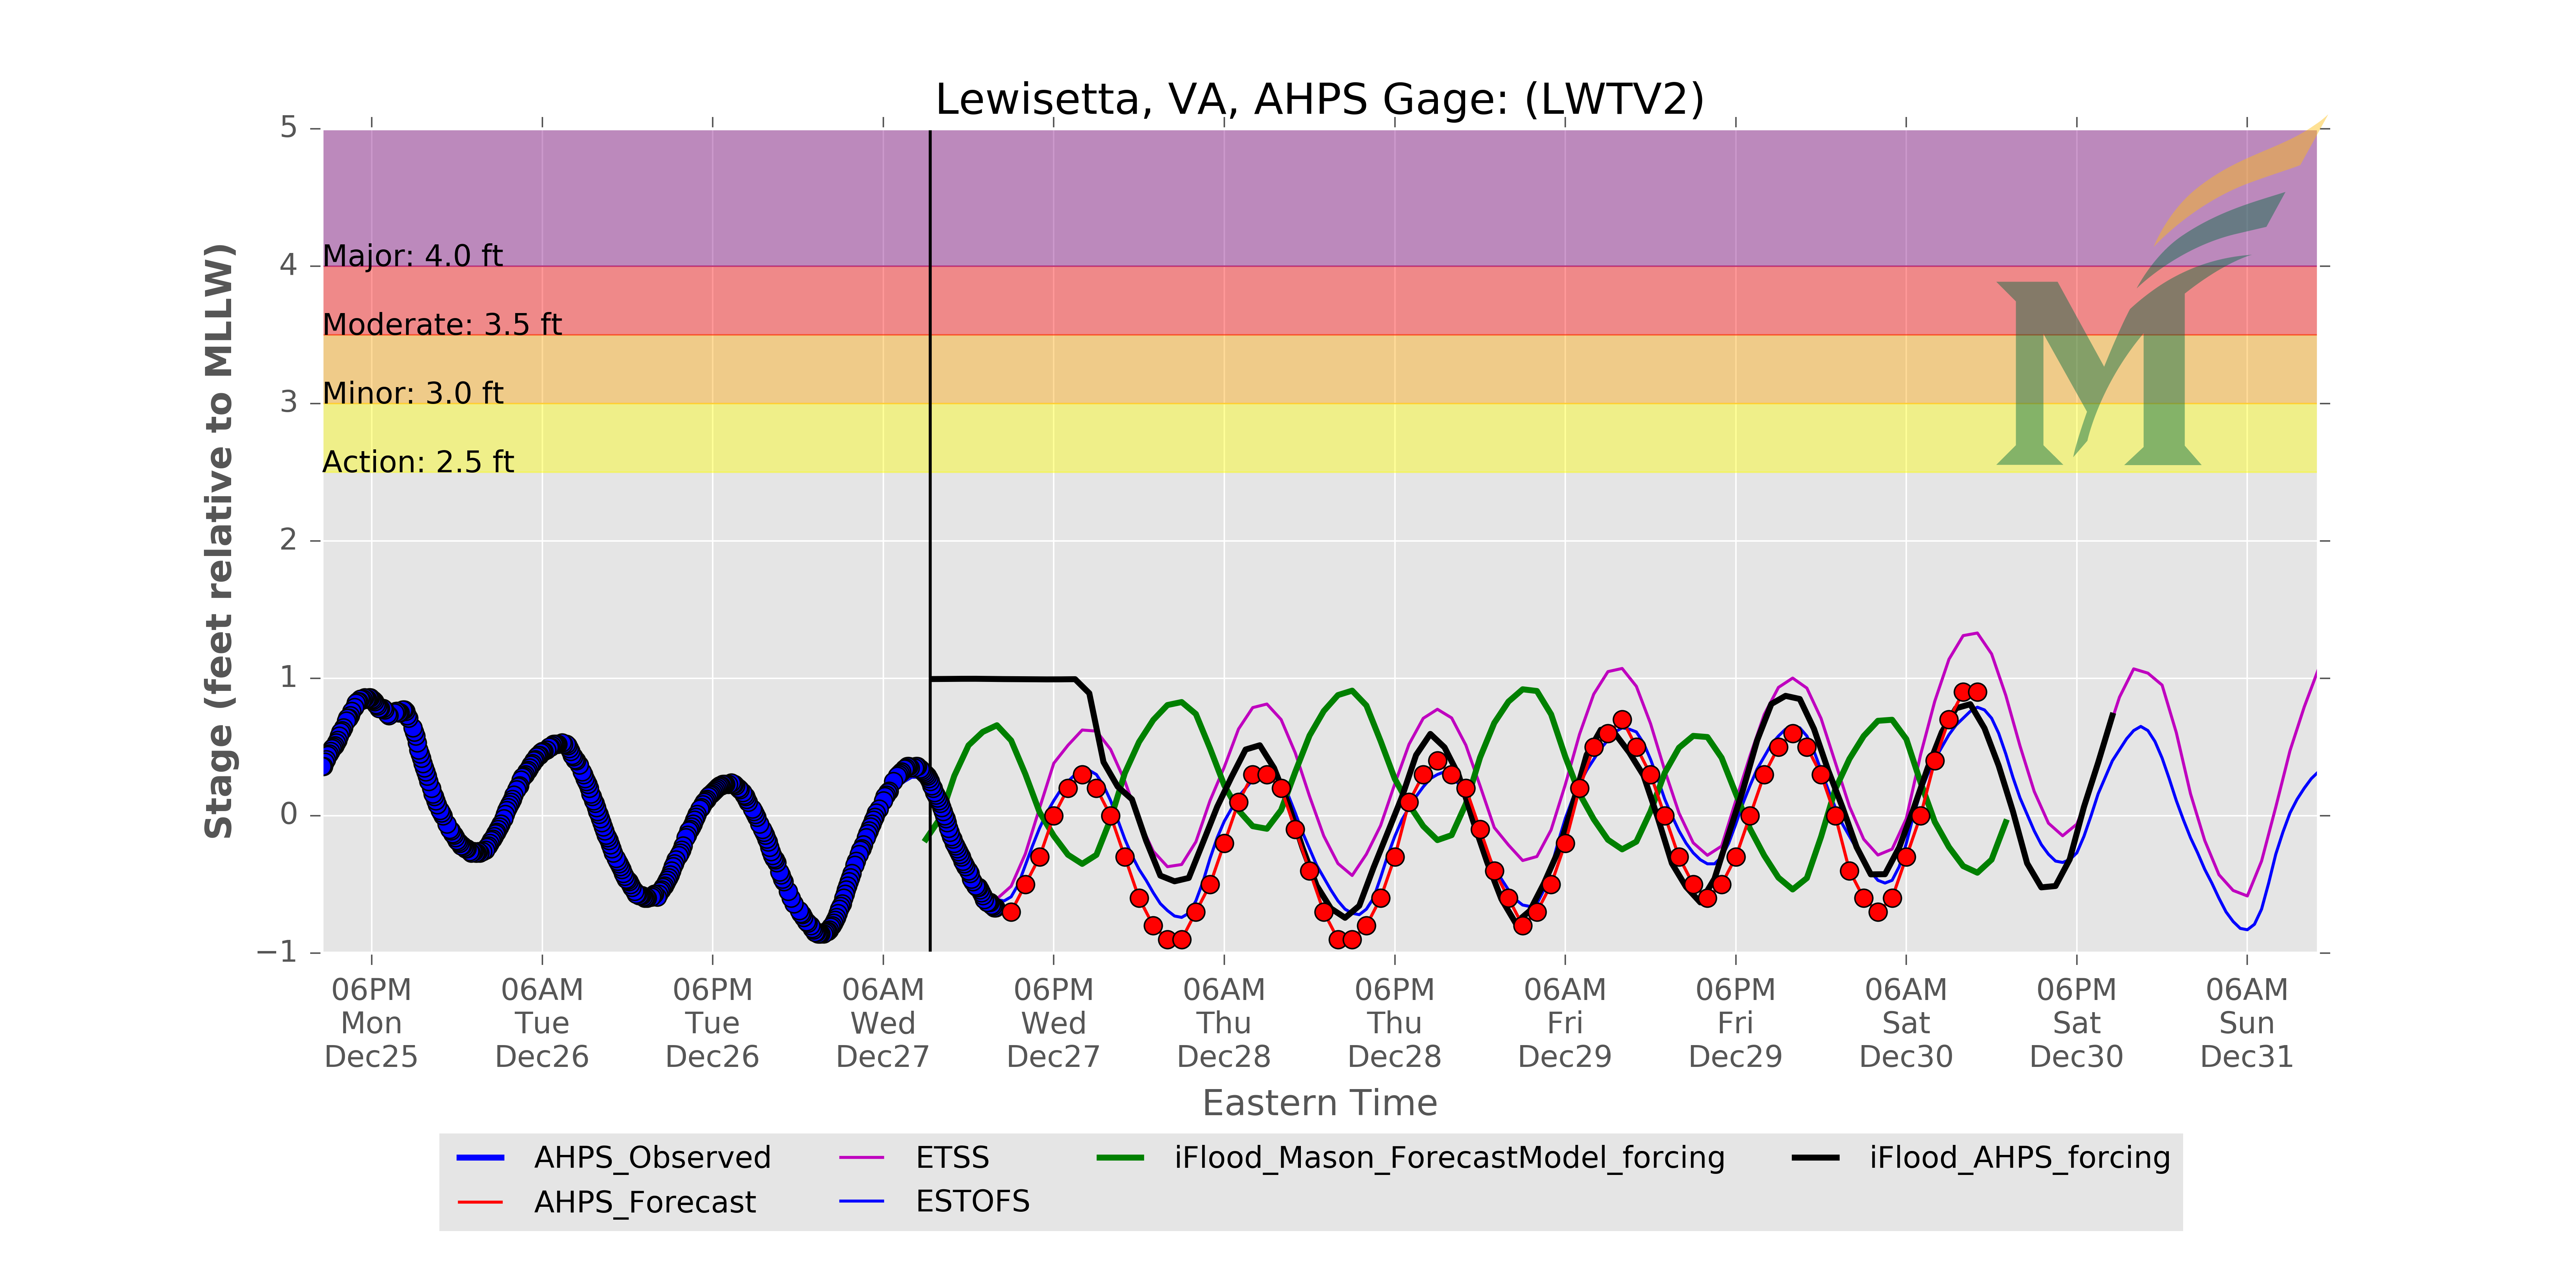 Lewisetta, VA, AHPS Gage: (LWTV2)
Stage (feet relative to MLLW)
5
4
3
2
1
0
−1
Major: 4.0 ft
Moderate: 3.5 ft
Minor: 3.0 ft
Action: 2.5 ft
06PM 06AM 06PM 06AM 06PM 06AM 06PM 06AM 06PM 06AM 06PM 06AM
Mon Tue Tue Wed Wed Thu Thu Fri Fri Sat Sat Sun
Dec25 Dec26 Dec26 Dec27 Dec27 Dec28 Dec28 Dec29 Dec29 Dec30 Dec30 Dec31
Eastern Time
AHPS_Observed ETSS iFlood_Mason_ForecastModel_forcing iFlood_AHPS_forcing
AHPS_Forecast ESTOFS
M